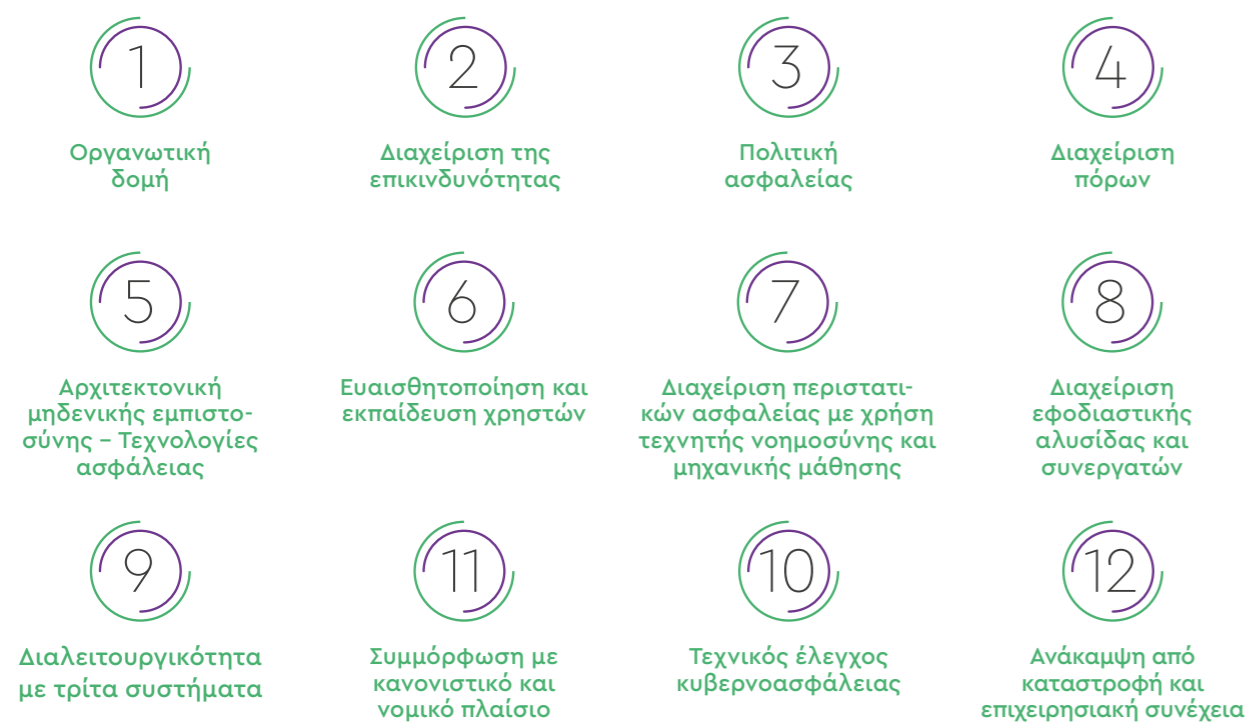 1
Οργανωτική
δομή
2
Διαχείριση της
επικινδυνότητας
3
Πολιτική
ασφαλείας
4
Διαχείριση
πόρων
5
Αρχιτεκτονική
μηδενικής εμπιστο-
σύνης – Τεχνολογίες
ασφάλειας
6
Ευαισθητοποίηση και
εκπαίδευση χρηστών
7
Διαχείριση περιστατι-
κών ασφαλείας με χρήση
τεχνητής νοημοσύνης και
μηχανικής μάθησης
8
Διαχείριση
εφοδιαστικής
αλυσίδας και
συνεργατών
9
Διαλειτουργικότητα
με τρίτα συστήματα
11
Συμμόρφωση με
κανονιστικό και
νομικό πλαίσιο
10
Τεχνικός έλεγχος
κυβερνοασφάλειας
12
Ανάκαμψη από
καταστροφή και
επιχειρησιακή συνέχεια